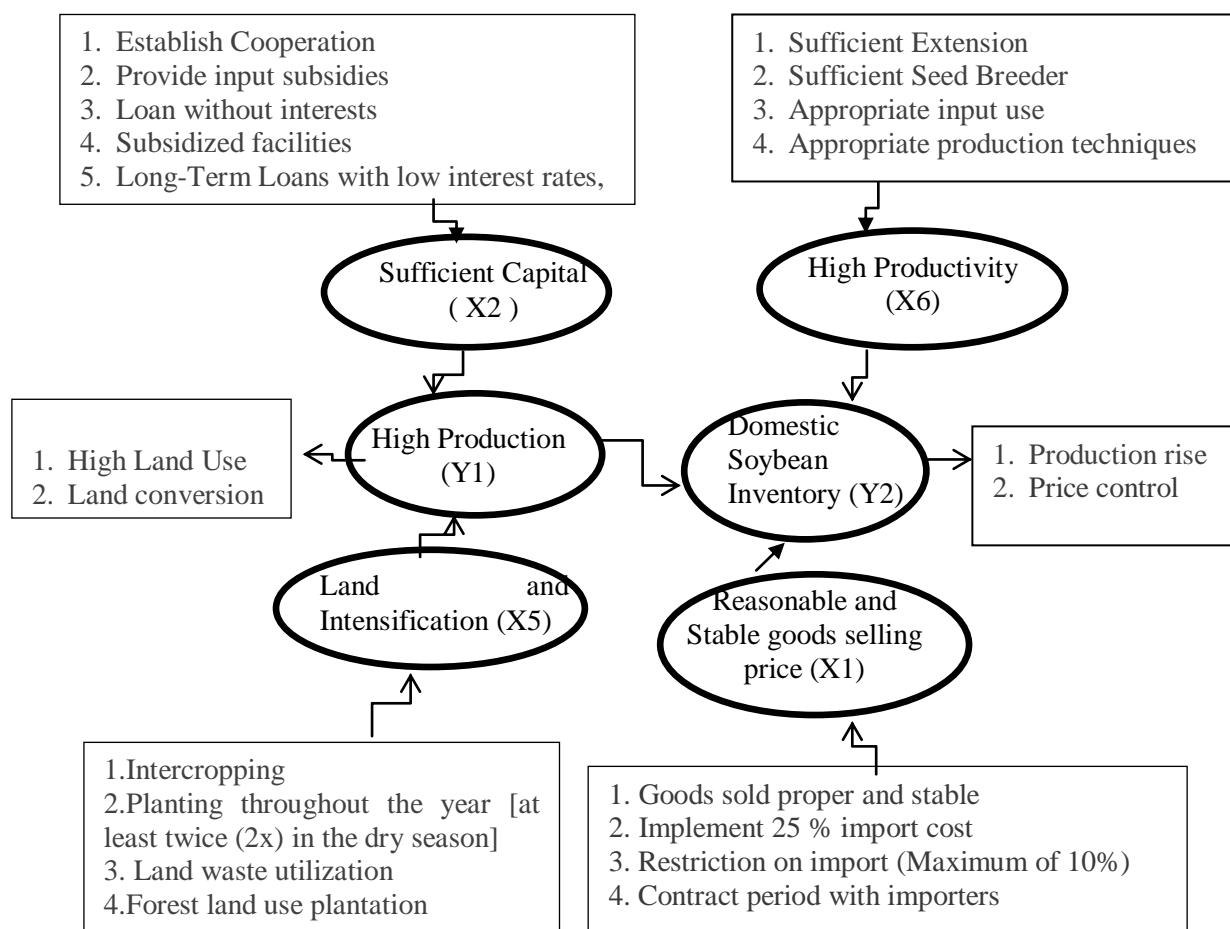 1. Establish Cooperation
2. Provide input subsidies
3. Loan without interests
4. Subsidized facilities
5. Long-Term Loans with low interest rates,
1. Sufficient Extension
2. Sufficient Seed Breeder
3. Appropriate input use
4. Appropriate production techniques
Sufficient Capital
( X2 )
High Productivity
(X6)
1. High Land Use
2. Land conversion
High Production
(Y1)
Domestic
Soybean
Inventory (Y2)
1. Production rise
2. Price control
Land and
Intensification (X5)
Reasonable and
Stable goods selling
price (X1)
1.Intercropping
2.Planting throughout the year [at
least twice (2x) in the dry season]
3. Land waste utilization
4.Forest land use plantation
1. Goods sold proper and stable
2. Implement 25 % import cost
3. Restriction on import (Maximum of 10%)
4. Contract period with importers